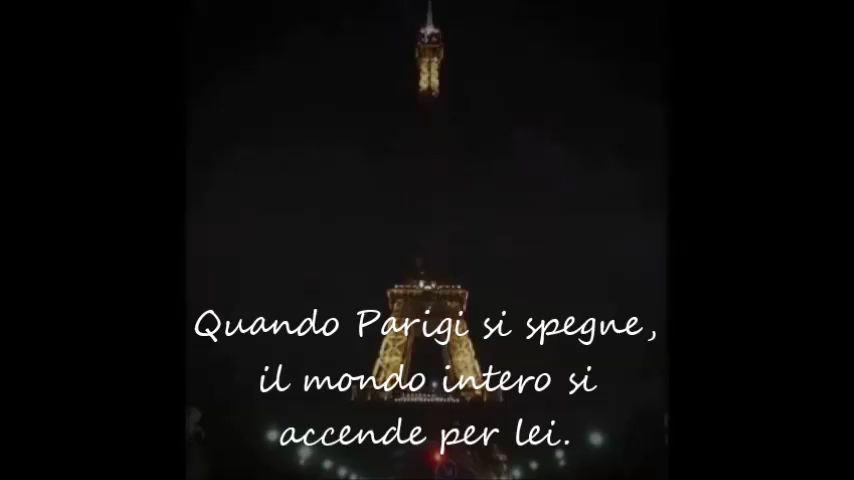 Quando Parigi si spegne,
il mondo intero si
accende per lei.